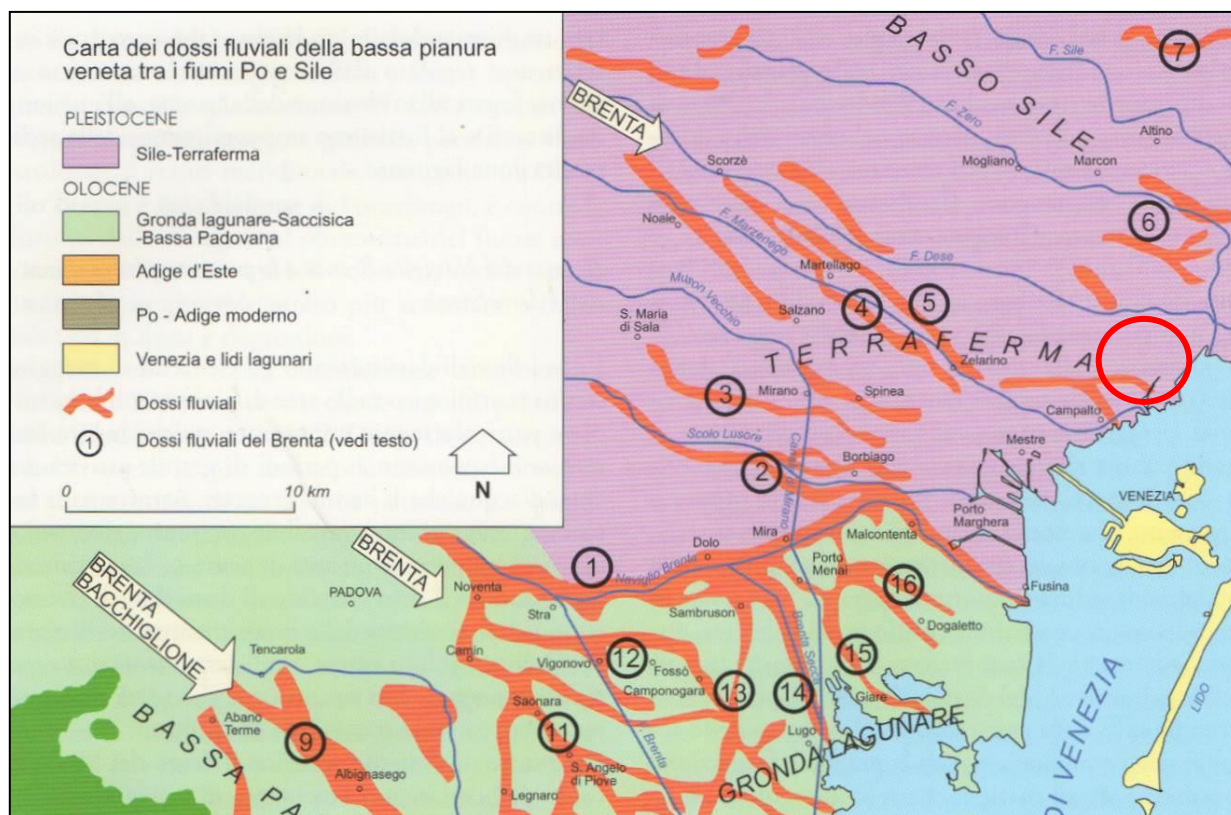 Carta dei dossi fluviali della bassa pianura
veneta tra i fiumi Po e Sile
PLEISTOCENE
Sile-Terraferma
OLOCENE
Gronda lagunare-Saccisica
-Bassa Padovana
Adige d'Este
Po - Adige moderno
Venezia e lidi lagunari
Dossi fluviali
1 Dossi fluviali del Brenta (vedi testo)
0 10 km
N
BASSO SILE
F. Sile
7
BRENTA
F. Zero
Altino
Scorzè
Mogliano
Marcon
Noale
F. Marzenego
6
F. Dese
Martellago
Muson Vecchio
4
5
S. Maria
di Sala
Salzano
TERRAFERMA
Zelarino
Mirano
Spinea
3
Campalto
Scolo Lusore
Mestre
Canale di Mirano
Borbiago
2
VENEZIA
Porto
Marghera
Mira
Malcontenta
Dolo
BRENTA
1
Naviglio Brenta
Porto
Menai
Noventa
16
Fusina
PADOVA
Stra
Sambruson
BRENTA
BACCHIGLIONE
Dogaletto
Brenta Secca
Tencarola
Camin
Vigonovo
12
Fossò
15
Camponogara
13
14
Giare
Saonara
LIDO
Abano
Terme
9
11
F. Brenta
Lugo
GRONDA LAGUNARE
S. Angelo
di Piove
Albignasego
Legnaro
BASSA PA
DI VENEZIA